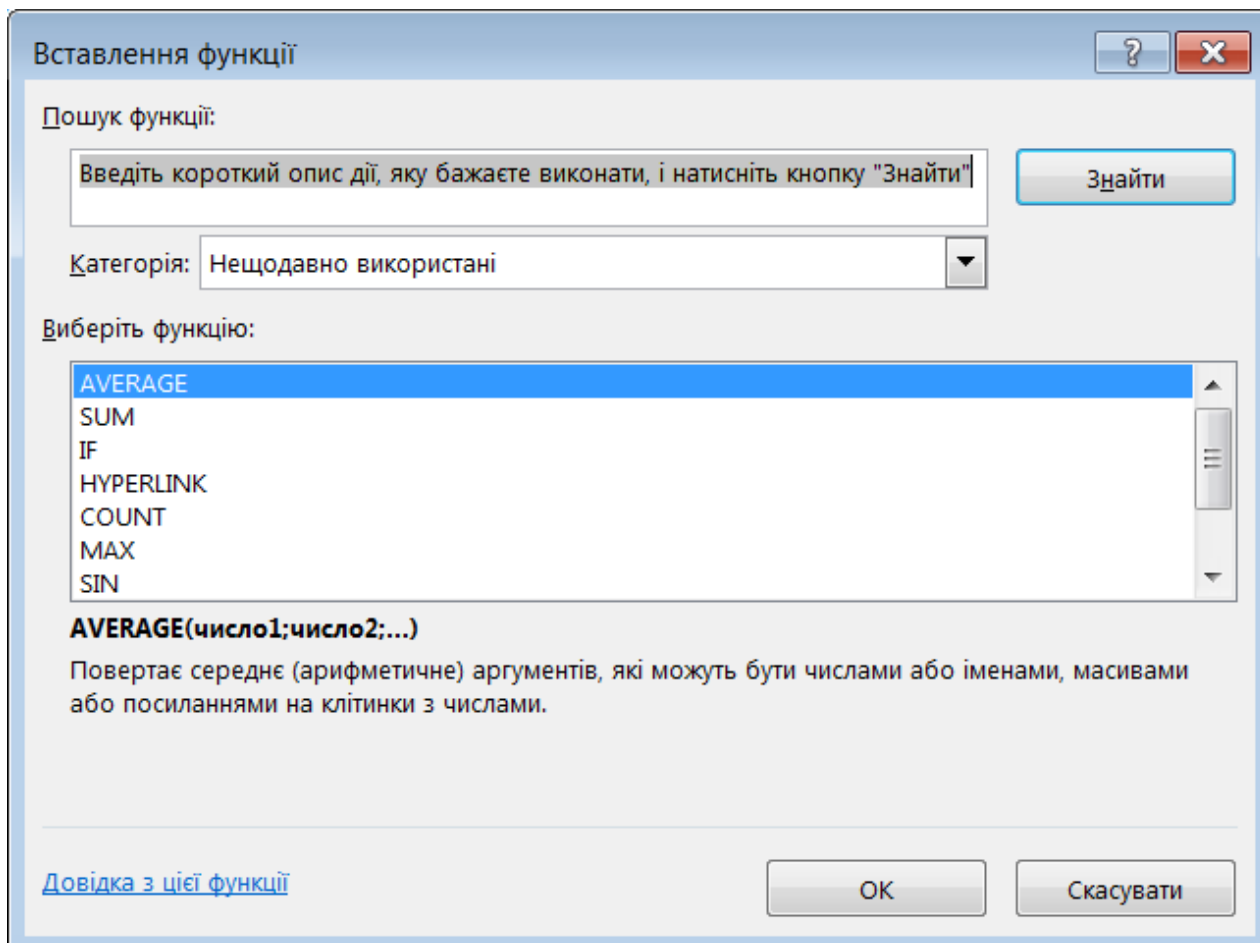 Вставлення функції
Пошук функції:
Введіть короткий опис дії, яку бажаєте виконати, і натисніть кнопку "Знайти"
Знайти
Категорія: Нещодавно використані
Виберіть функцію:
AVERAGE
SUM
IF
HYPERLINK
COUNT
MAX
SIN
AVERAGE(число1;число2;...)
Повертає середнє (арифметичне) аргументів, які можуть бути числами або іменами, масивами
або посиланнями на клітинки з числами.
Довідка з цієї функції
ОК
Скасувати